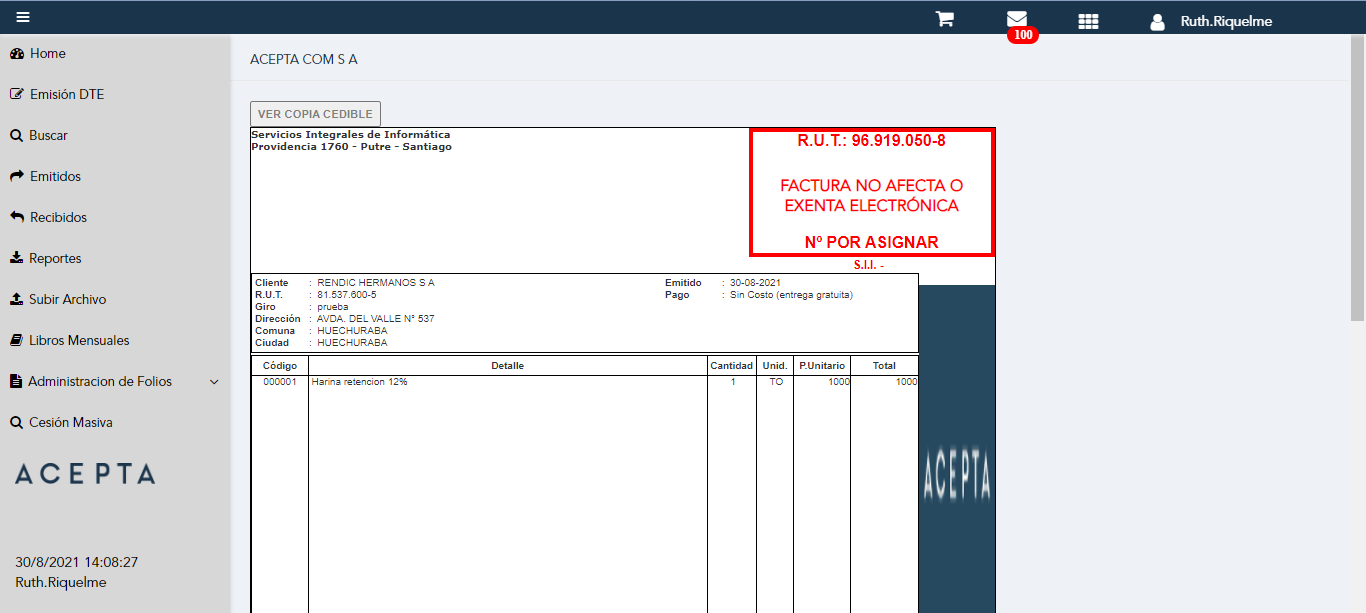 Ruth.Riquelme
100
Home
Emisión DTE
Buscar
Emitidos
Recibidos
Reportes
Subir Archivo
Libros Mensuales
Administracion de Folios
Cesión Masiva
ACEPTA
30/8/2021 14:08:27
Ruth.Riquelme
ACEPTA COM S A
VER COPIA CEDIBLE
Servicios Integrales de Informática
Providencia 1760 - Putre - Santiago
R.U.T.: 96.919.050-8
FACTURA NO AFECTA O
EXENTA ELECTRÓNICA
Nº POR ASIGNAR
S.I.I. -
Cliente : RENDIC HERMANOS S A Emitido : 30-08-2021
R.U.T. : 81.537.600-5 Pago : Sin Costo (entrega gratuita)
Giro : prueba
Dirección : AVDA. DEL VALLE N° 537
Comuna : HUECHURABA
Ciudad : HUECHURABA
Código Detalle Cantidad Unid. P.Unitario Total
000001 Harina retencion 12% 1 TO 1000 1000
ACEPTA